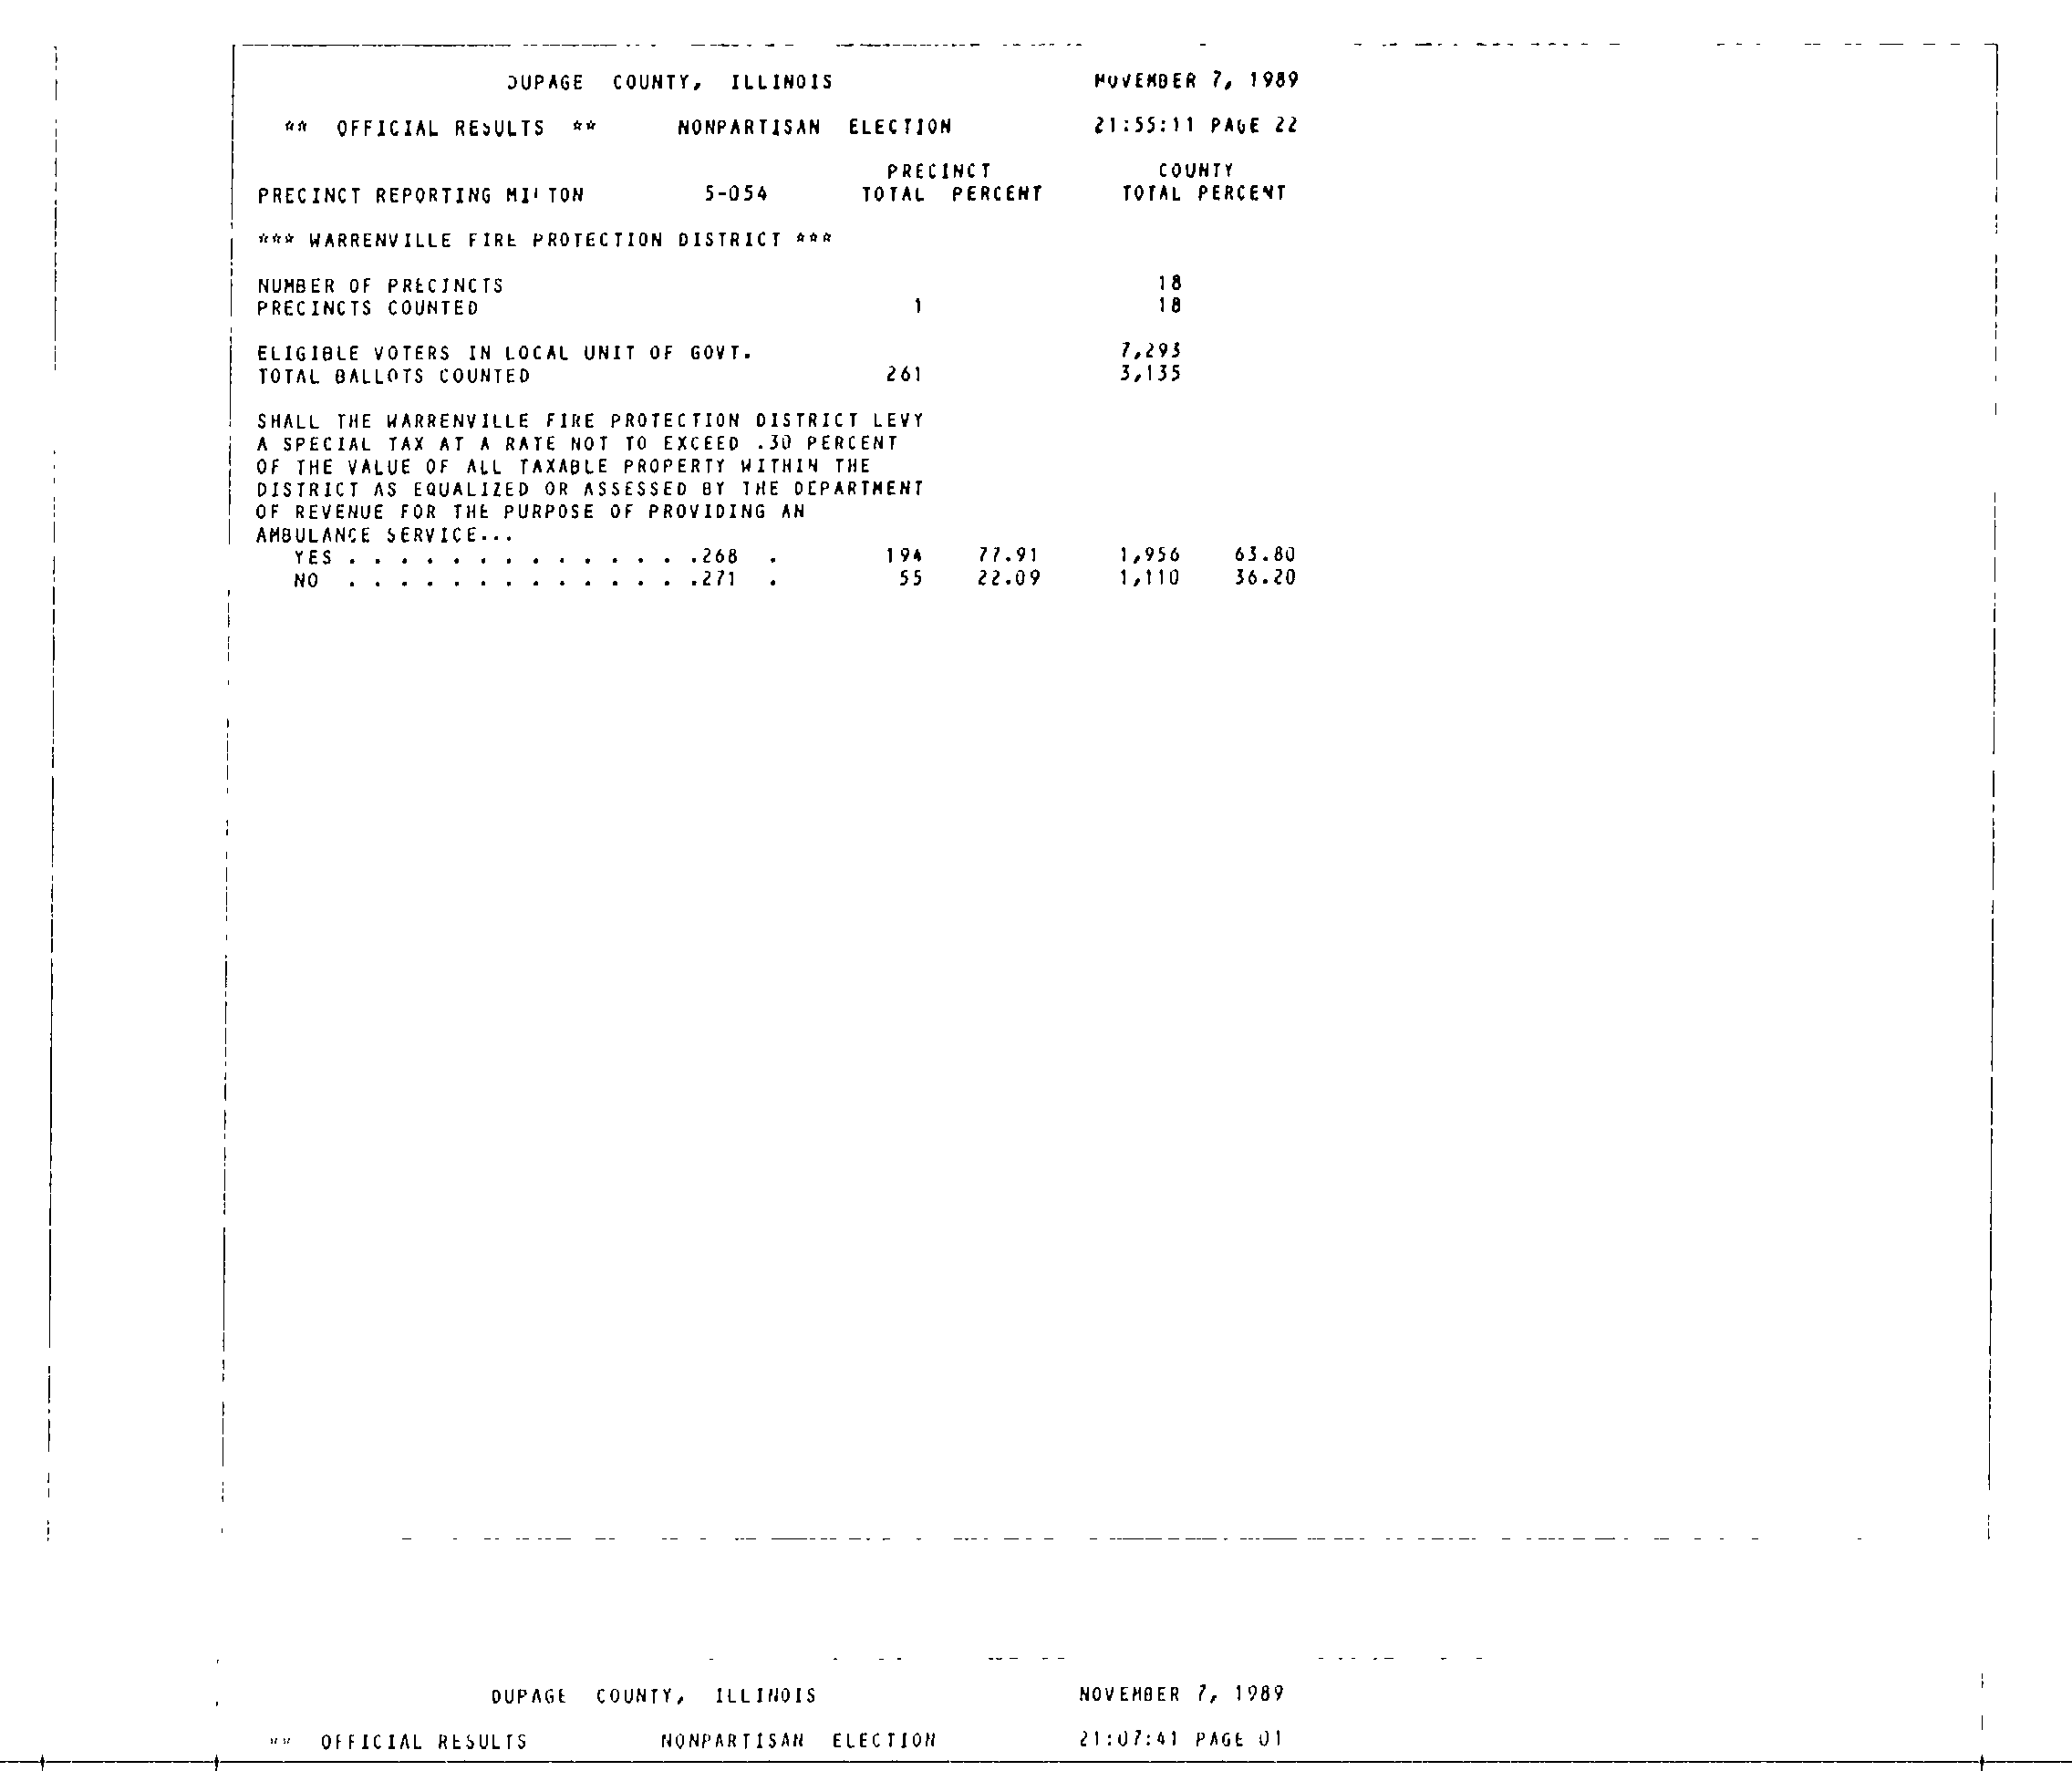 DUPAGE COUNTY, ILLINOIS NOVEMBER 7, 1989
** OFFICIAL RESULTS ** NONPARTISAN ELECTION 21:55:11 PAGE 22
PRECINCT COUNTY
PRECINCT REPORTING MILTON 5-054 TOTAL PERCENT TOTAL PERCENT
*** WARRENVILLE FIRE PROTECTION DISTRICT ***
NUMBER OF PRECINCTS 18
PRECINCTS COUNTED 1 18
ELIGIBLE VOTERS IN LOCAL UNIT OF GOVT. 7,293
TOTAL BALLOTS COUNTED 261 3,135
SHALL THE WARRENVILLE FIRE PROTECTION DISTRICT LEVY
A SPECIAL TAX AT A RATE NOT TO EXCEED .30 PERCENT
OF THE VALUE OF ALL TAXABLE PROPERTY WITHIN THE
DISTRICT AS EQUALIZED OR ASSESSED BY THE DEPARTMENT
OF REVENUE FOR THE PURPOSE OF PROVIDING AN
AMBULANCE SERVICE...
YES . . . . . . . . . . . . . .268 . 194 77.91 1,956 63.80
NO . . . . . . . . . . . . . .271 . 55 22.09 1,110 36.20
DUPAGE COUNTY, ILLINOIS NOVEMBER 7, 1989
** OFFICIAL RESULTS NONPARTISAN ELECTION 21:07:41 PAGE 01